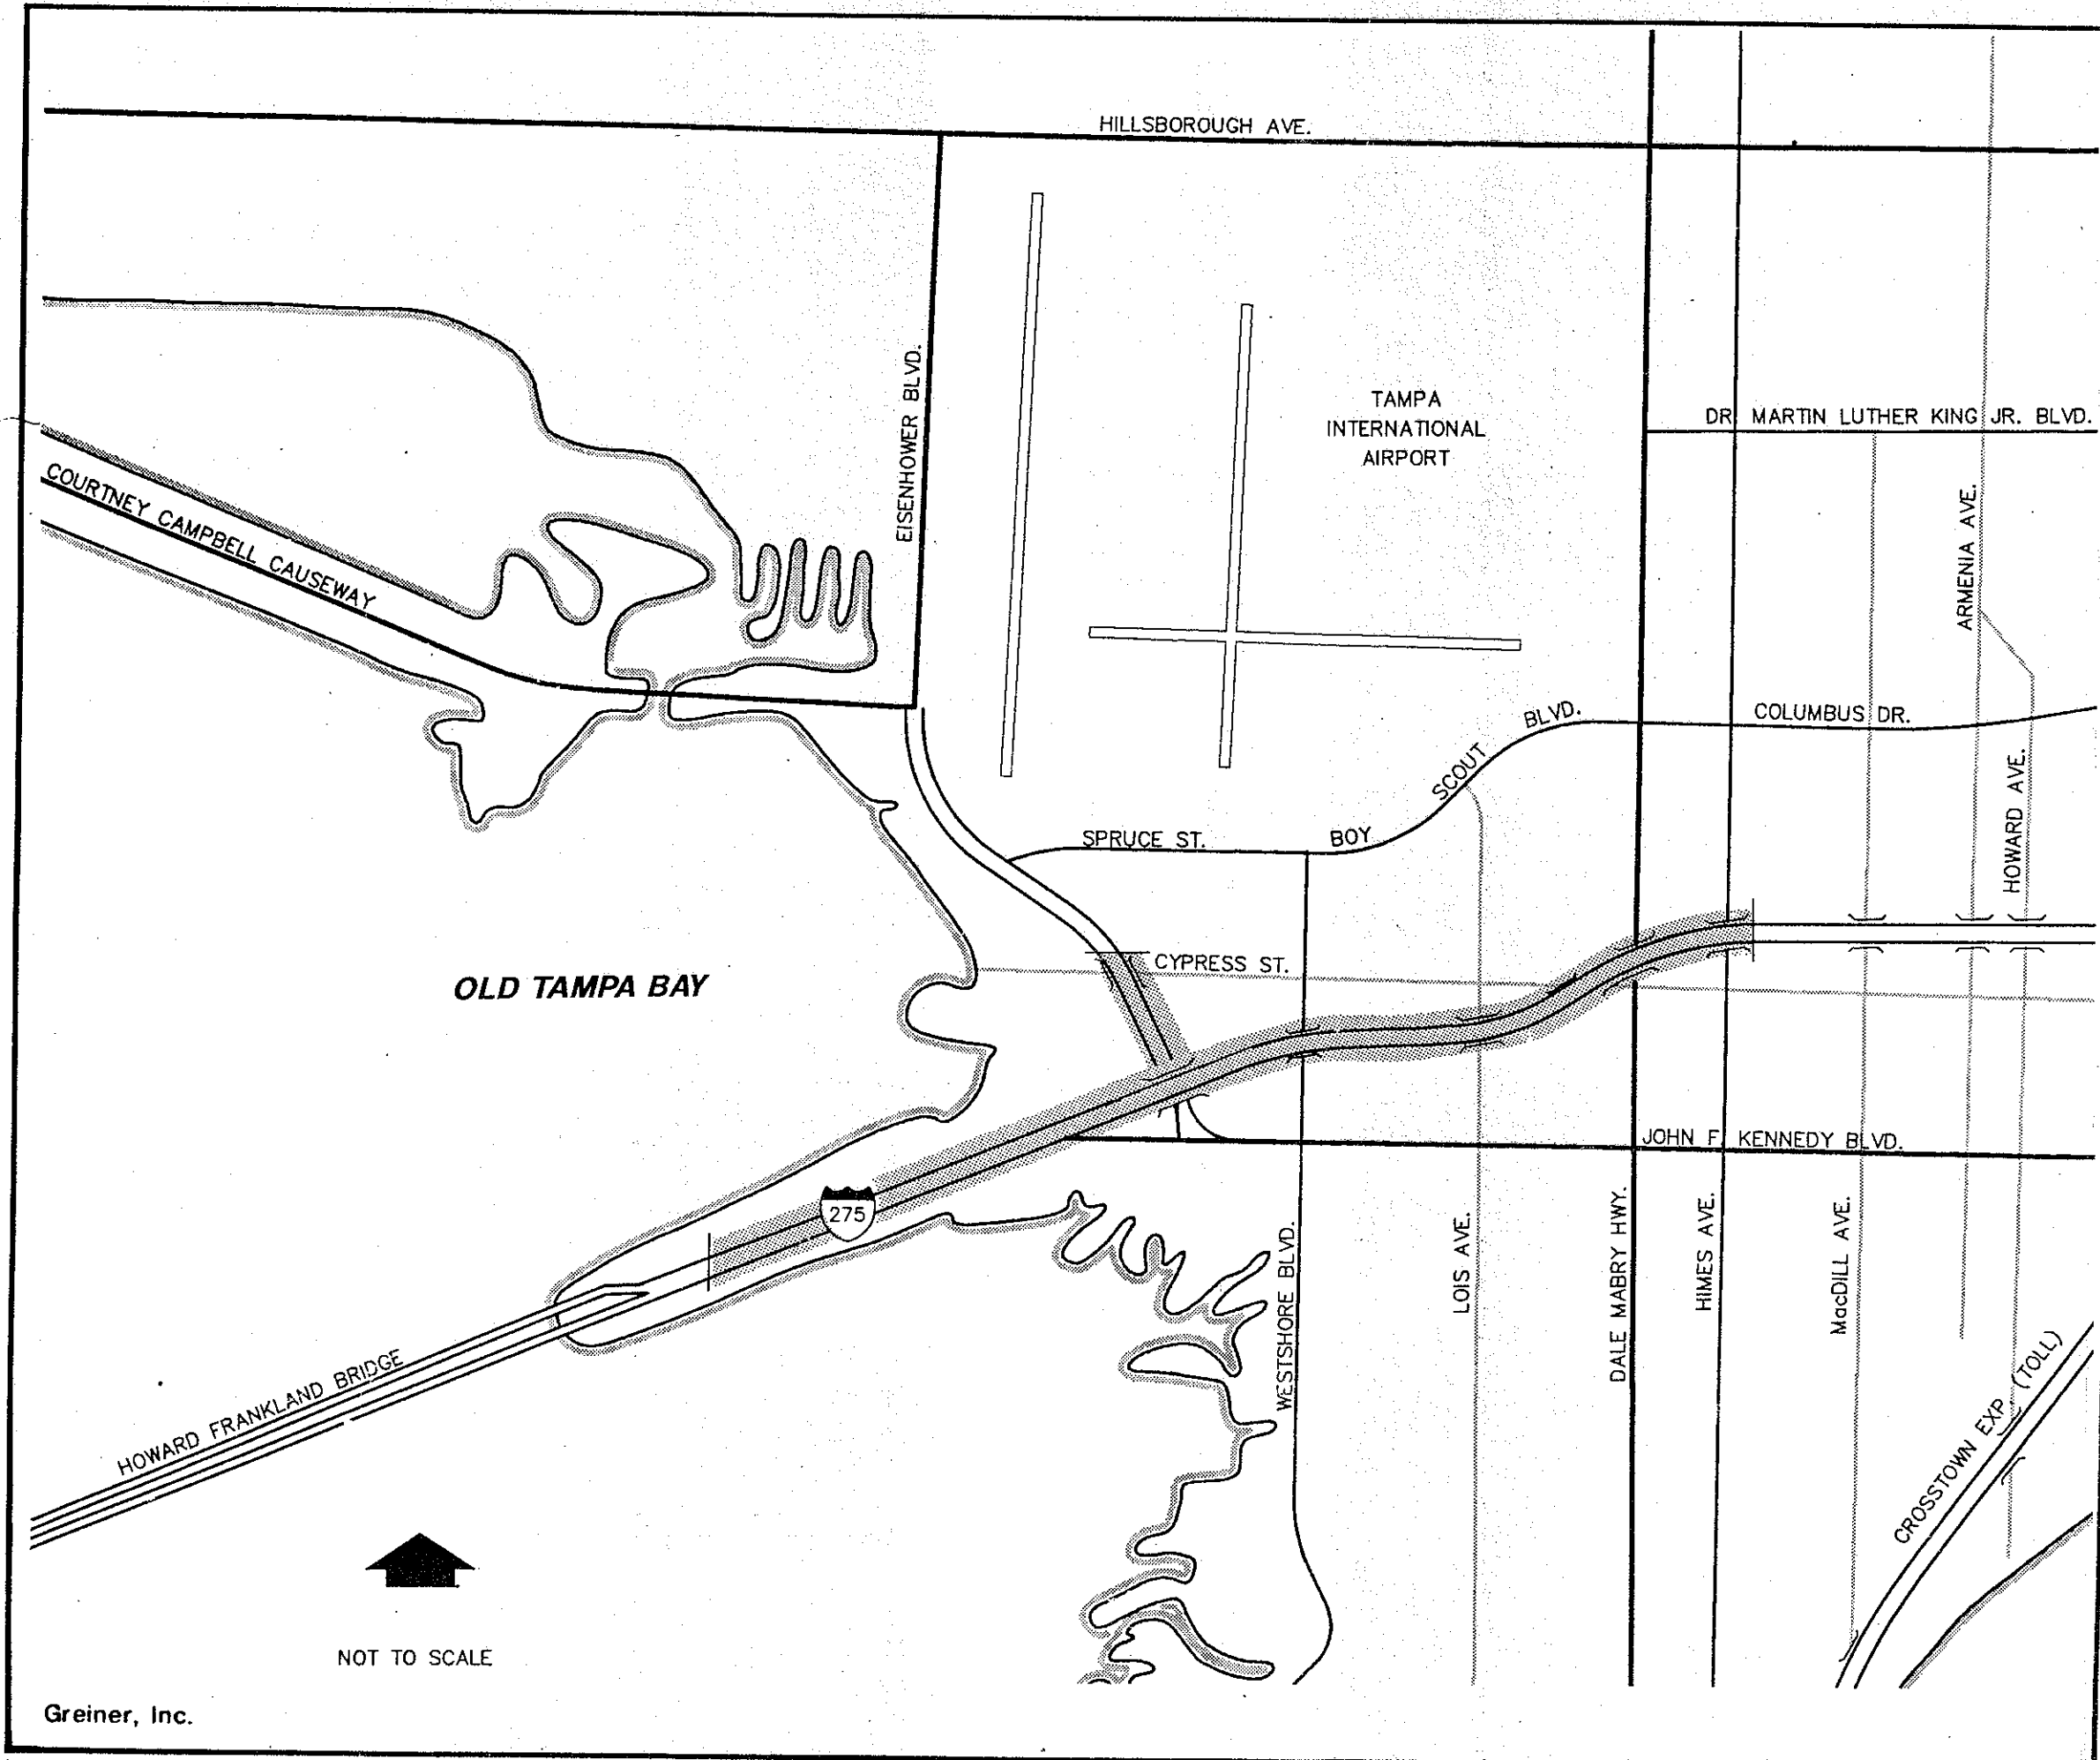 HILLSBOROUGH AVE.
EISENHOWER BLVD.
TAMPA
INTERNATIONAL
AIRPORT
DR. MARTIN LUTHER KING JR. BLVD.
COURTNEY CAMPBELL CAUSEWAY
ARMENIA AVE.
COLUMBUS DR.
BOY SCOUT BLVD.
SPRUCE ST.
HOWARD AVE.
CYPRESS ST.
OLD TAMPA BAY
JOHN F. KENNEDY BLVD.
275
WESTSHORE BLVD.
LOIS AVE.
DALE MABRY HWY.
HIMES AVE.
MacDILL AVE.
HOWARD FRANKLAND BRIDGE
CROSSTOWN EXP. (TOLL)
NOT TO SCALE
Greiner, Inc.